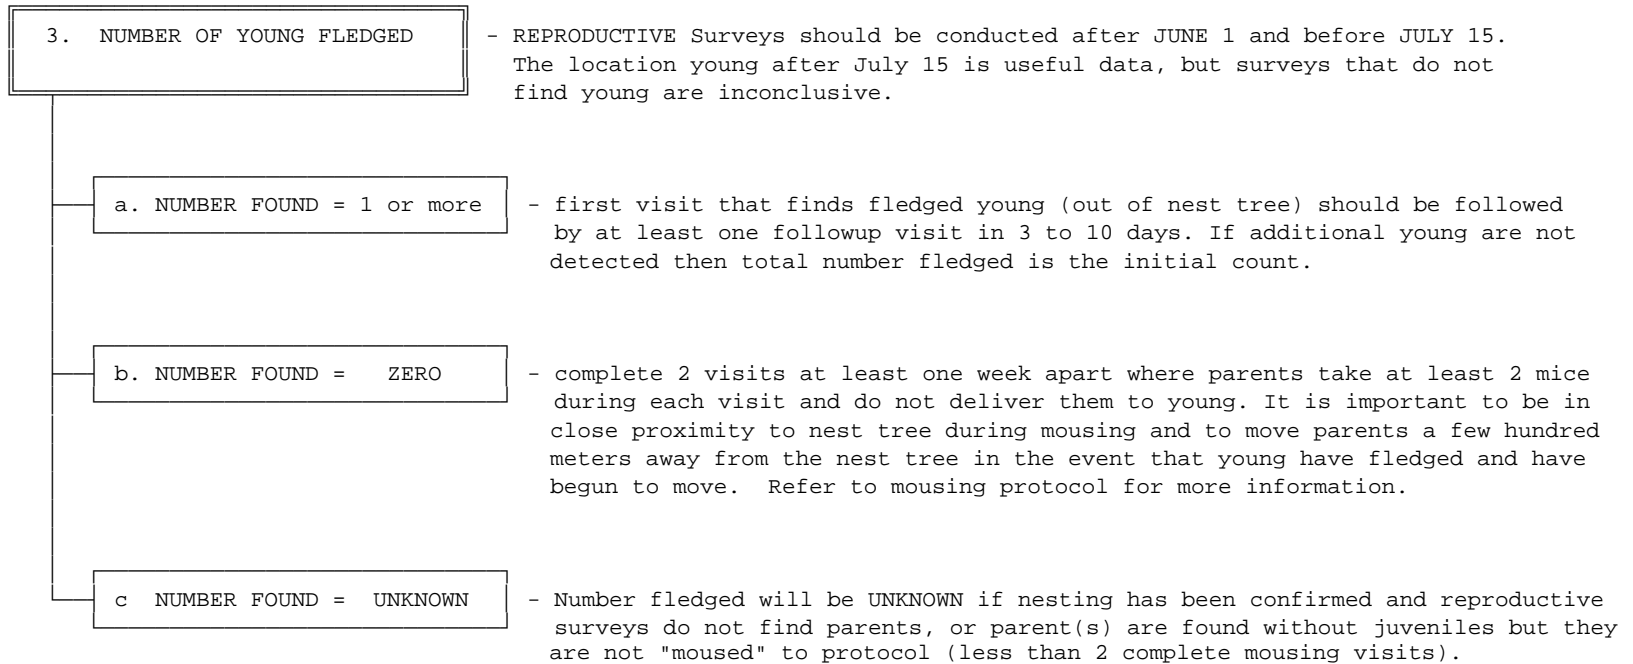 3. NUMBER OF YOUNG FLEDGED - REPRODUCTIVE Surveys should be conducted after JUNE 1 and before JULY 15.
The location young after July 15 is useful data, but surveys that do not
find young are inconclusive.
a. NUMBER FOUND = 1 or more - first visit that finds fledged young (out of nest tree) should be followed
by at least one followup visit in 3 to 10 days. If additional young are not
detected then total number fledged is the initial count.
b. NUMBER FOUND = ZERO - complete 2 visits at least one week apart where parents take at least 2 mice
during each visit and do not deliver them to young. It is important to be in
close proximity to nest tree during mousing and to move parents a few hundred
meters away from the nest tree in the event that young have fledged and have
begun to move. Refer to mousing protocol for more information.
c NUMBER FOUND = UNKNOWN - Number fledged will be UNKNOWN if nesting has been confirmed and reproductive
surveys do not find parents, or parent(s) are found without juveniles but they
are not "moused" to protocol (less than 2 complete mousing visits).